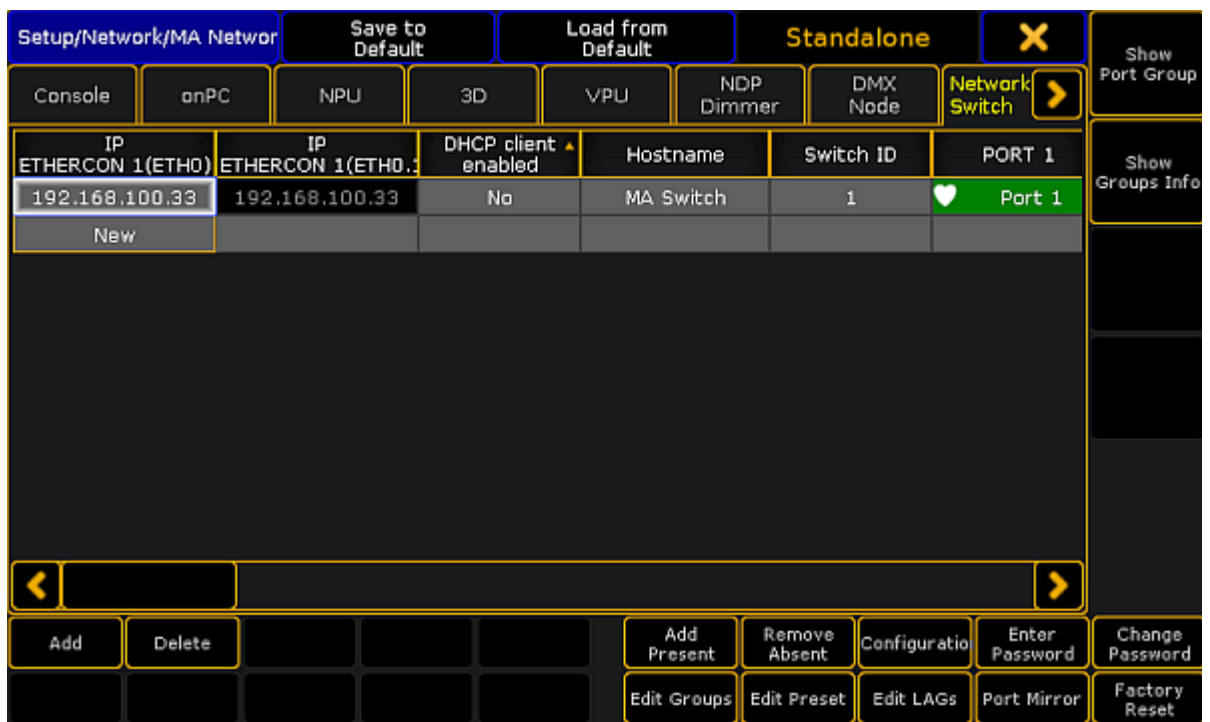 Setup/Network/MA Networ
Save to
Default
Load from
Default
Standalone
Show
Port Group
Console
onPC
NPU
3D
VPU
NDP
Dimmer
DMX
Node
Network
Switch
IP
ETHERCON 1(ETH0)
IP
ETHERCON 1(ETH0.
DHCP client
enabled
Hostname
Switch ID
PORT 1
Show
Groups Info
192.168.100.33
192.168.100.33
No
MA Switch
1
Port 1
New
Add
Delete
Add
Present
Remove
Absent
Configuratio
Enter
Password
Change
Password
Edit Groups
Edit Preset
Edit LAGs
Port Mirror
Factory
Reset